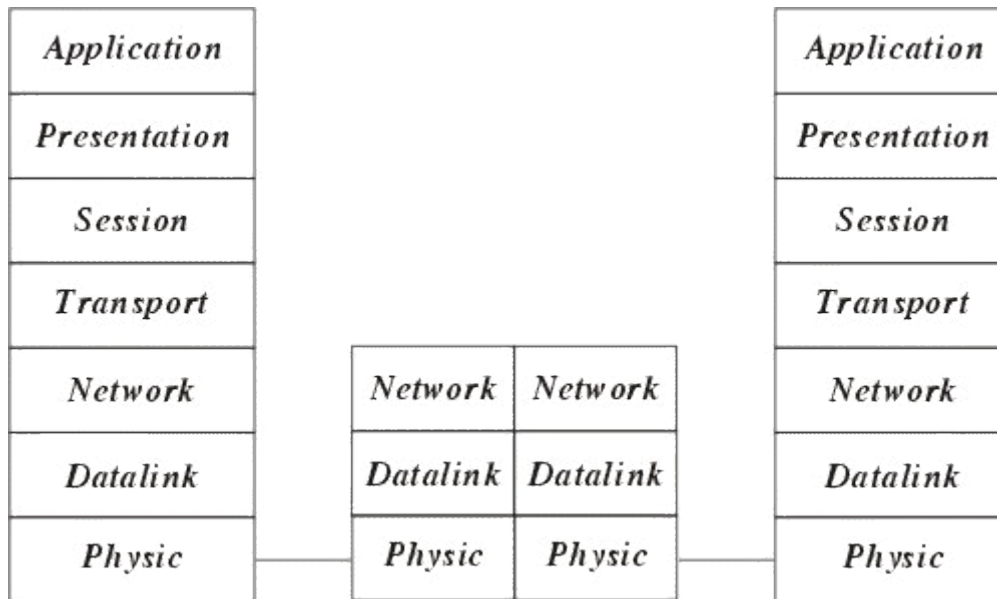 Application
Presentation
Session
Transport
Network
Datalink
Physic
Network Network
Datalink Datalink
Physic Physic
Application
Presentation
Session
Transport
Network
Datalink
Physic